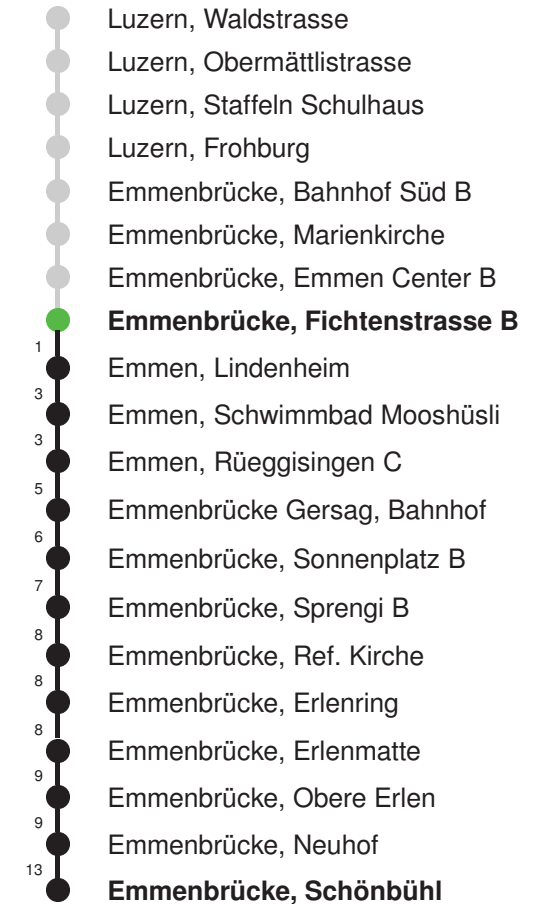 Luzern, Waldstrasse
Luzern, Obermättlistrasse
Luzern, Staffeln Schulhaus
Luzern, Frohburg
Emmenbrücke, Bahnhof Süd B
Emmenbrücke, Marienkirche
Emmenbrücke, Emmen Center B
Emmenbrücke, Fichtenstrasse B
1 Emmen, Lindenheim
3 Emmen, Schwimmbad Mooshüsli
3 Emmen, Rüeggisingen C
5 Emmenbrücke Gersag, Bahnhof
6 Emmenbrücke, Sonnenplatz B
7 Emmenbrücke, Sprengi B
8 Emmenbrücke, Ref. Kirche
8 Emmenbrücke, Erlenring
8 Emmenbrücke, Erlenmatte
9 Emmenbrücke, Obere Erlen
9 Emmenbrücke, Neuhof
13 Emmenbrücke, Schönbühl